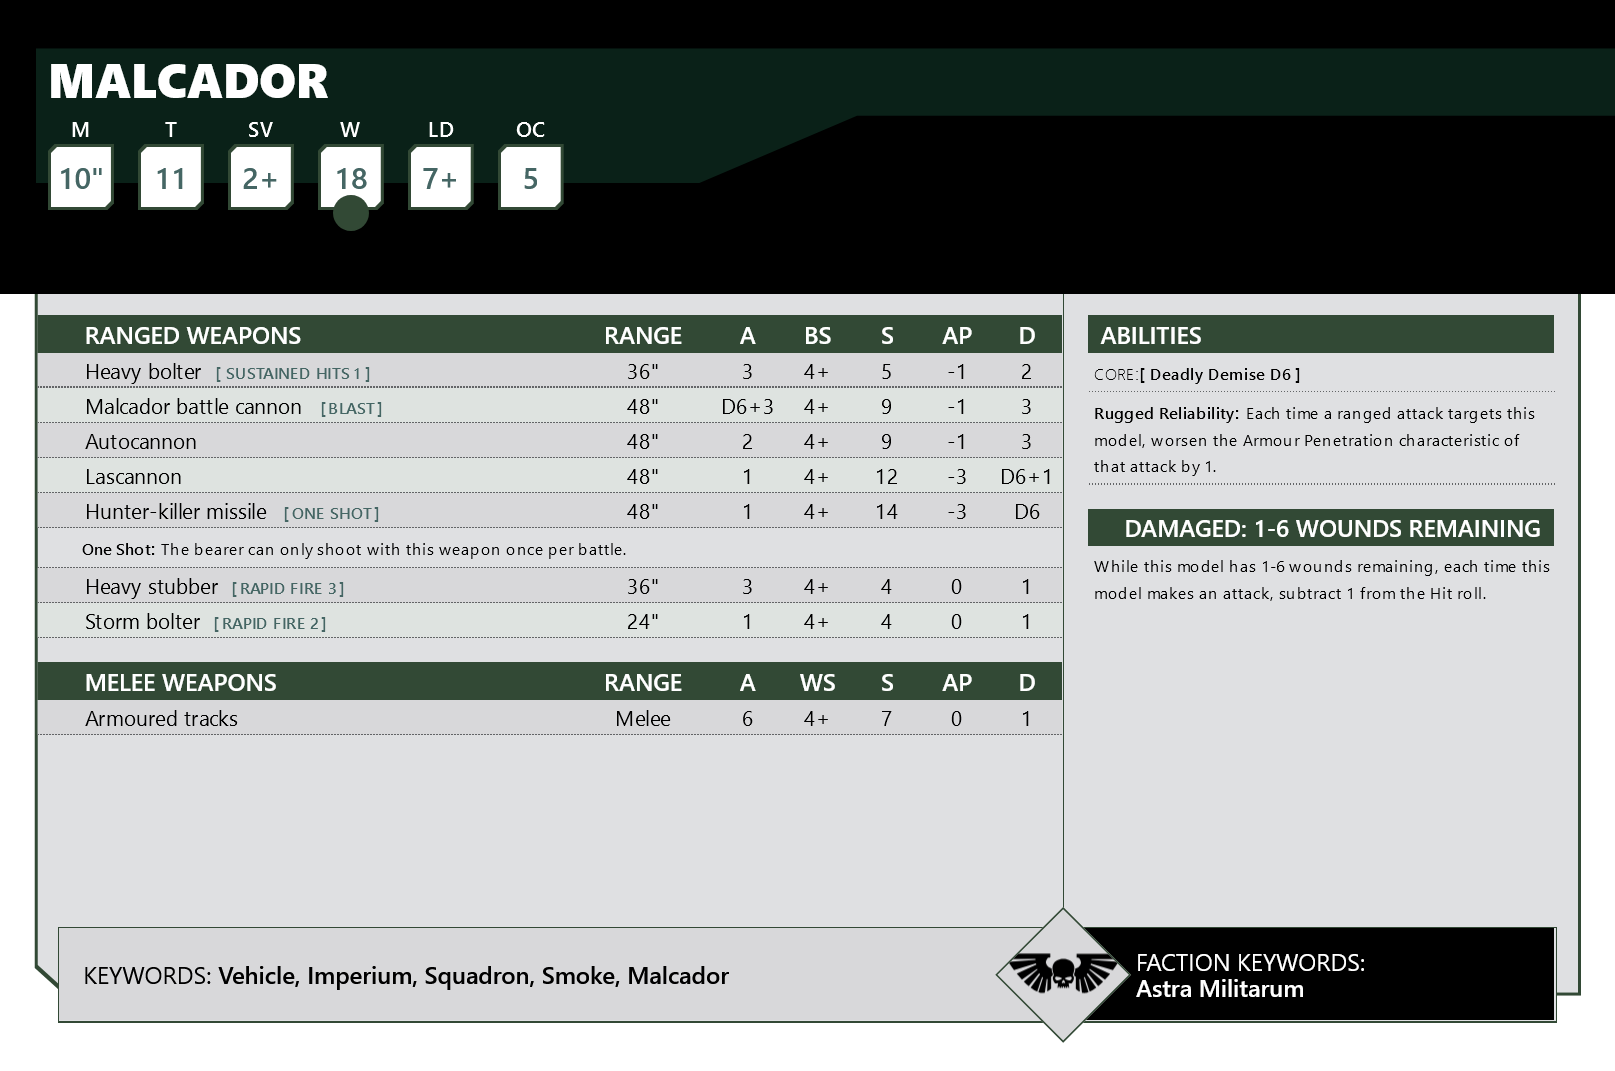 MALCADOR
M T SV W LD OC
10" 11 2+ 18 7+ 5
RANGED WEAPONS RANGE A BS S AP D
Heavy bolter [ SUSTAINED HITS 1 ] 36" 3 4+ 5 -1 2
Malcador battle cannon [BLAST] 48" D6+3 4+ 9 -1 3
Autocannon 48" 2 4+ 9 -1 3
Lascannon 48" 1 4+ 12 -3 D6+1
Hunter-killer missile [ONE SHOT] 48" 1 4+ 14 -3 D6
One Shot: The bearer can only shoot with this weapon once per battle.
Heavy stubber [RAPID FIRE 3] 36" 3 4+ 4 0 1
Storm bolter [RAPID FIRE 2] 24" 1 4+ 4 0 1
MELEE WEAPONS RANGE A WS S AP D
Armoured tracks Melee 6 4+ 7 0 1
ABILITIES
CORE:[ Deadly Demise D6 ]
Rugged Reliability: Each time a ranged attack targets this
model, worsen the Armour Penetration characteristic of
that attack by 1.
DAMAGED: 1-6 WOUNDS REMAINING
While this model has 1-6 wounds remaining, each time this
model makes an attack, subtract 1 from the Hit roll.
KEYWORDS: Vehicle, Imperium, Squadron, Smoke, Malcador
FACTION KEYWORDS:
Astra Militarum